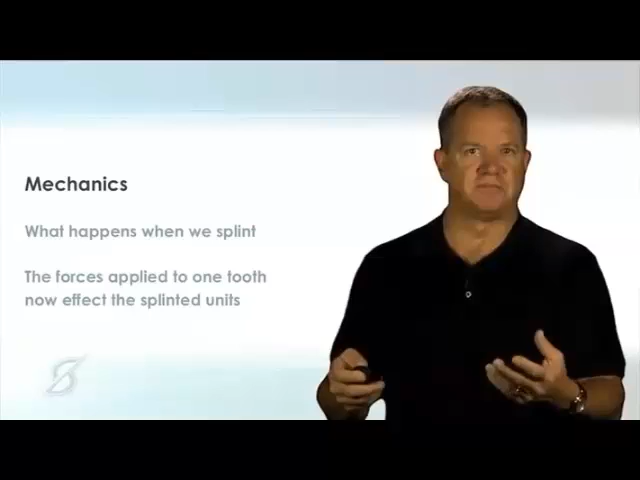 Mechanics
What happens when we splint
The forces applied to one tooth
now effect the splinted units